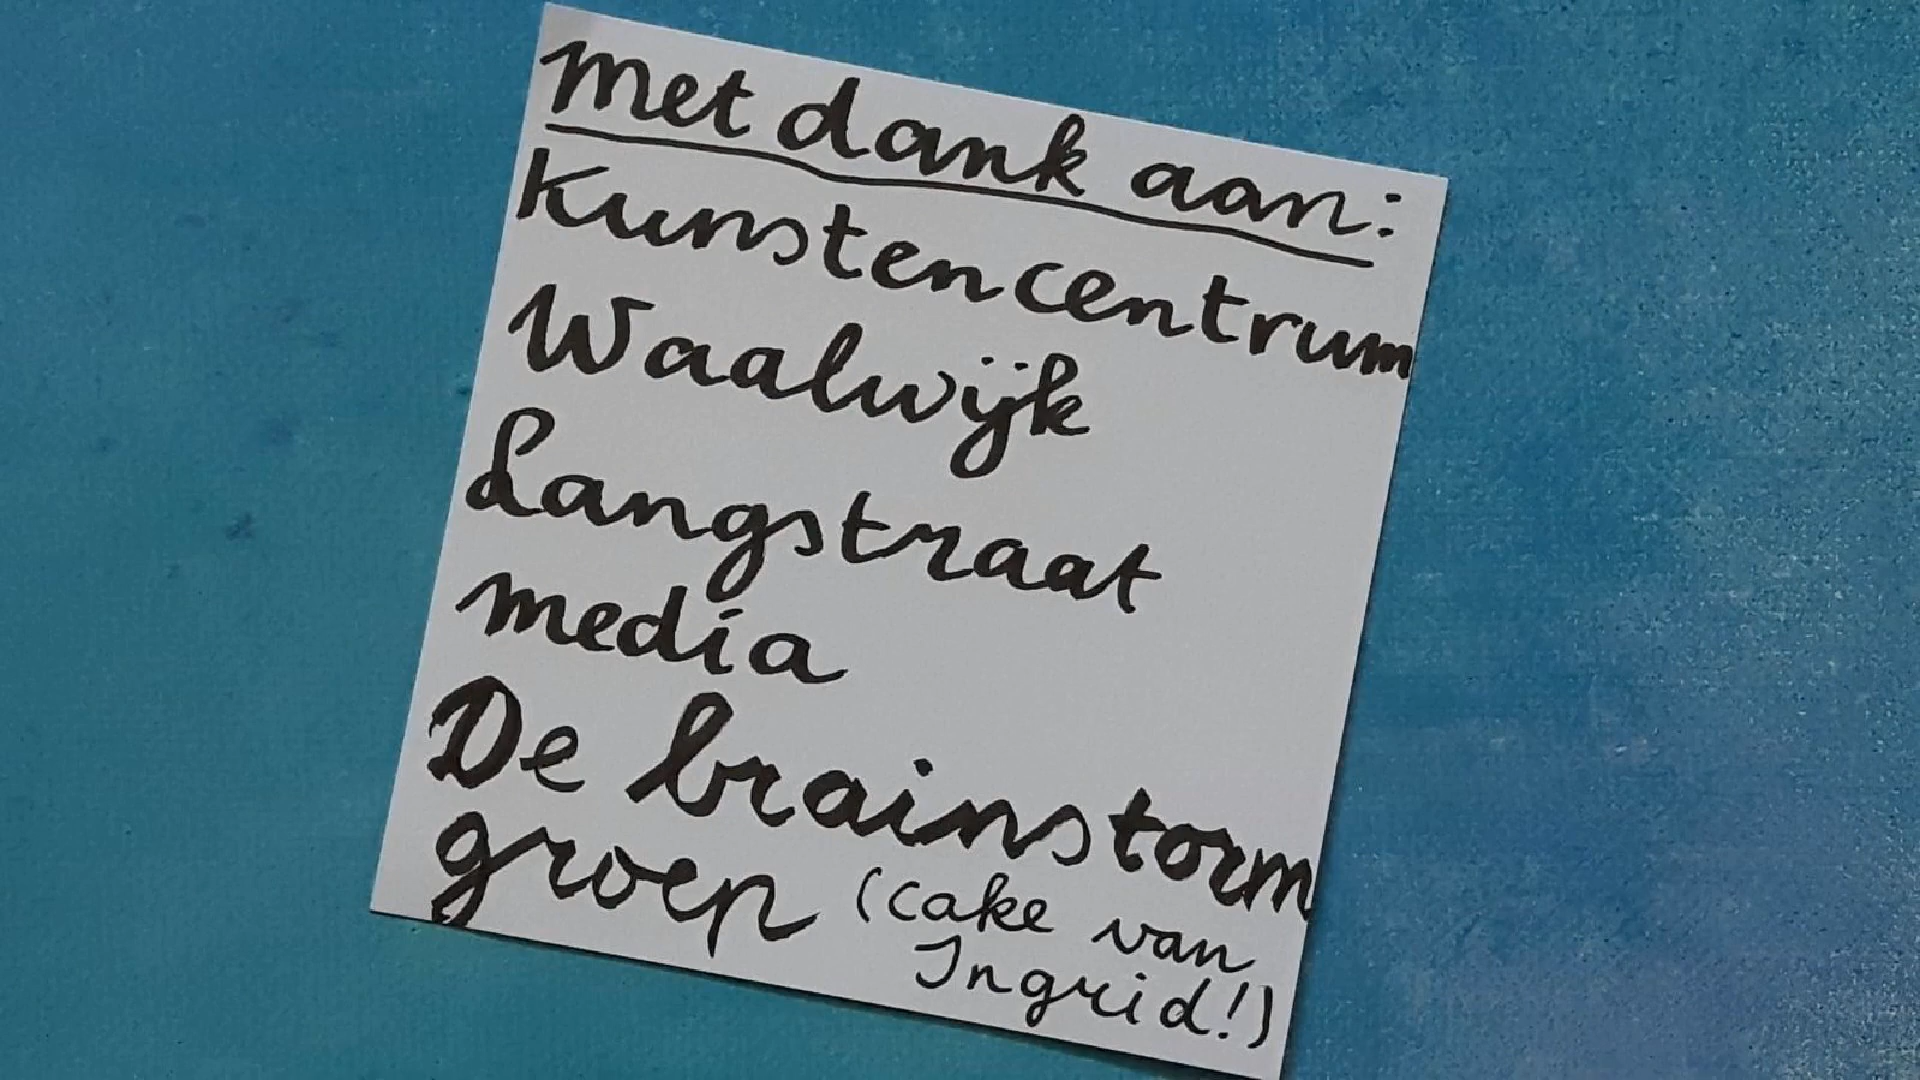 Met dank aan:
Kunstencentrum
Waalwijk
Langstraat
media
De brainstorm
groep (cake van
Ingrid!)